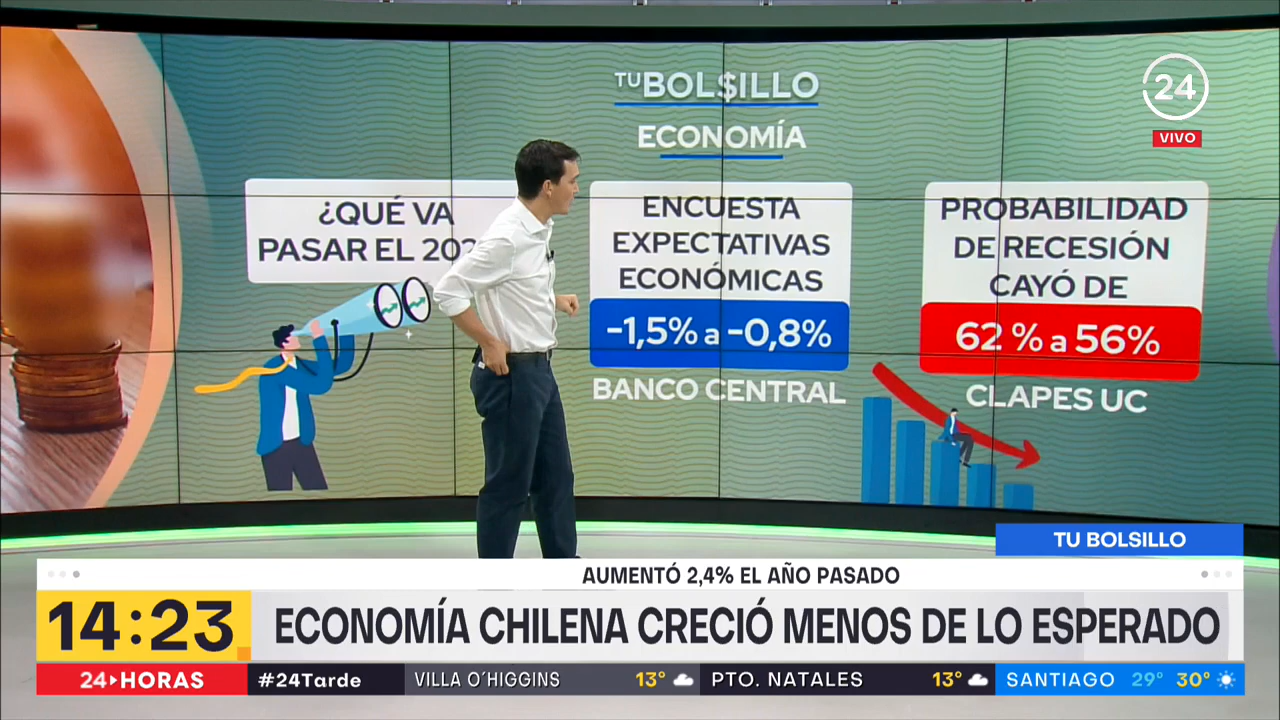 TU BOL$ILLO
ECONOMÍA
24
VIVO
¿QUÉ VA
PASAR EL
ENCUESTA
EXPECTATIVAS
ECONÓMICAS
-1,5% a -0,8%
BANCO CENTRAL
PROBABILIDAD
DE RECESIÓN
CAYÓ DE
62 % a 56%
CLAPES UC
TU BOLSILLO
AUMENTÓ 2,4% EL AÑO PASADO
14:23
ECONOMÍA CHILENA CRECIÓ MENOS DE LO ESPERADO
24 HORAS
#24Tarde
VILLA O´HIGGINS 13°
PTO. NATALES 13°
SANTIAGO 29° 30°